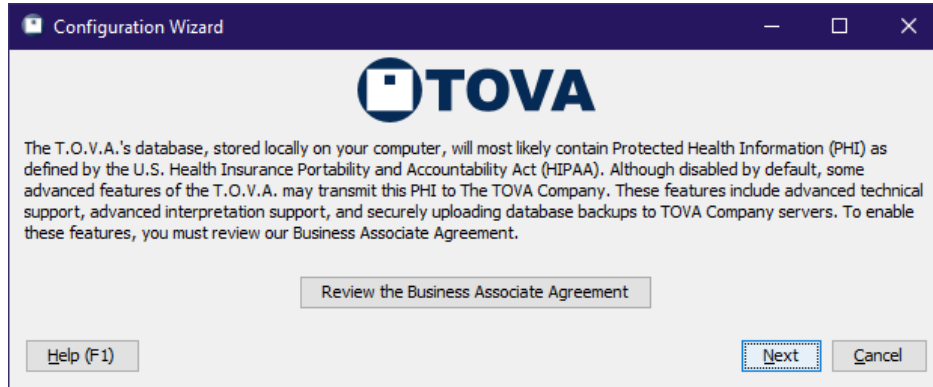 Configuration Wizard
TOVA
The T.O.V.A.'s database, stored locally on your computer, will most likely contain Protected Health Information (PHI) as
defined by the U.S. Health Insurance Portability and Accountability Act (HIPAA). Although disabled by default, some
advanced features of the T.O.V.A. may transmit this PHI to The TOVA Company. These features include advanced technical
support, advanced interpretation support, and securely uploading database backups to TOVA Company servers. To enable
these features, you must review our Business Associate Agreement.
Review the Business Associate Agreement
Help (F1)
Next
Cancel